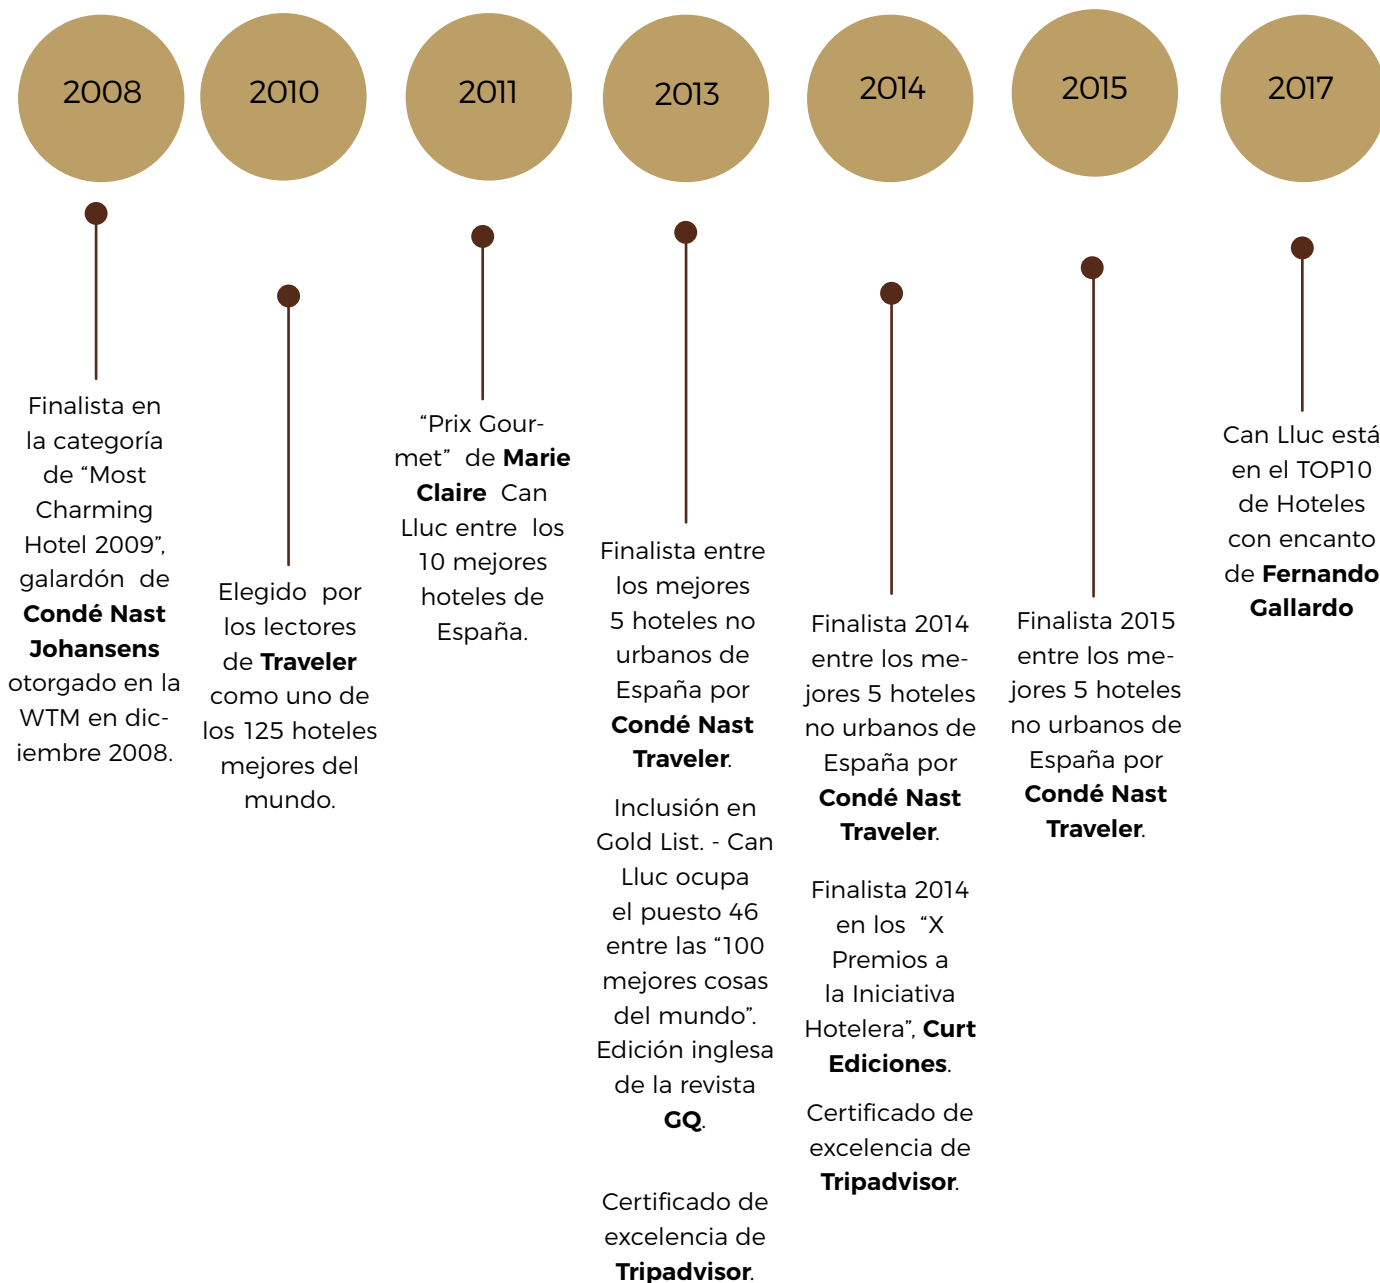 2008
Finalista en
la categoría
de “Most
Charming
Hotel 2009”,
galardón de
Condé Nast
Johansens
otorgado en la
WTM en dic-
iembre 2008.
2010
Elegido por
los lectores
de Traveler
como uno de
los 125 hoteles
mejores del
mundo.
2011
“Prix Gour-
met” de Marie
Claire Can
Lluc entre los
10 mejores
hoteles de
España.
2013
Finalista entre
los mejores
5 hoteles no
urbanos de
España por
Condé Nast
Traveler.
Inclusión en
Gold List. - Can
Lluc ocupa
el puesto 46
entre las “100
mejores cosas
del mundo”.
Edición inglesa
de la revista
GQ.
Certificado de
excelencia de
Tripadvisor.
2014
Finalista 2014
entre los me-
jores 5 hoteles
no urbanos de
España por
Condé Nast
Traveler.
Finalista 2014
en los “X
Premios a
la Iniciativa
Hotelera”, Curt
Ediciones.
Certificado de
excelencia de
Tripadvisor.
2015
Finalista 2015
entre los me-
jores 5 hoteles
no urbanos de
España por
Condé Nast
Traveler.
2017
Can Lluc está
en el TOP10
de Hoteles
con encanto
de Fernando
Gallardo